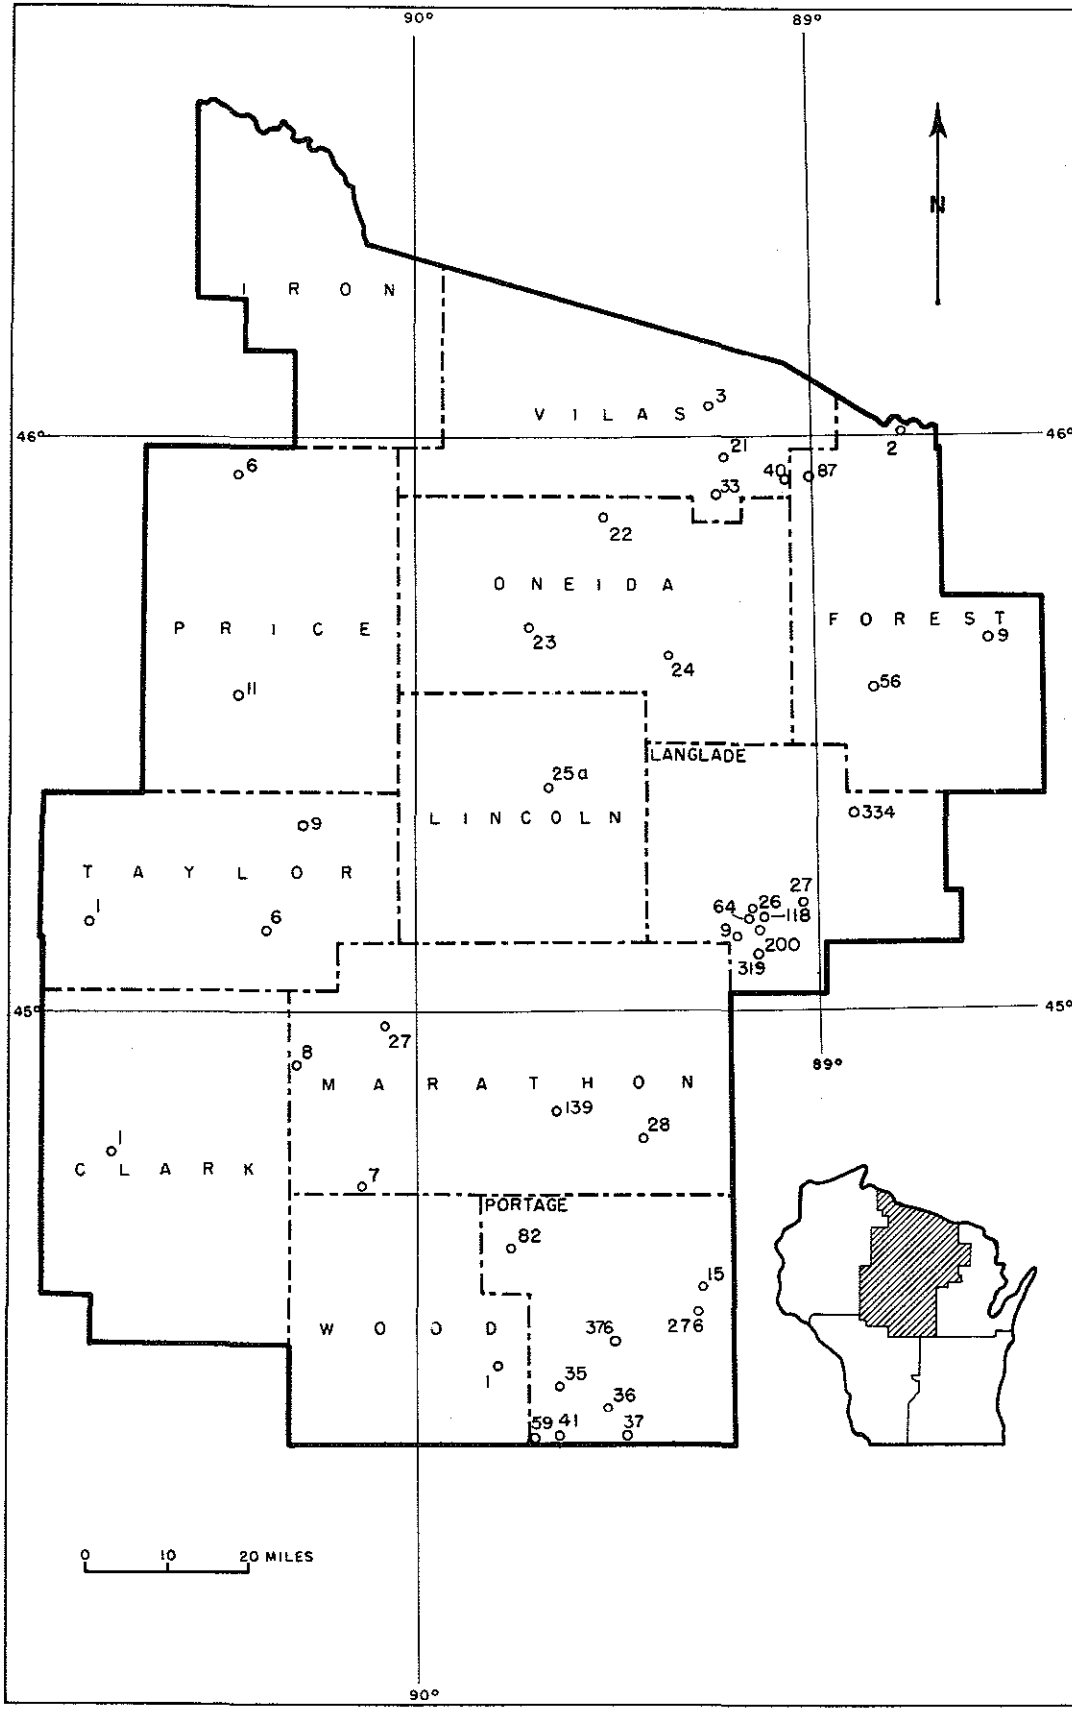 90° 89°
N
I R O N
3
V I L A S
46° 46°
2
21
6 40 87
33
22
O N E I D A
F O R E S T
P R I C E
23 9
24
56
11
LANGLADE
25a
334
L I N C O L N
9
T A Y L O R
27
26
64 118
1 6
9
200
319
45° 45°
27
8 89°
M A R A T H O N
139
28
1
C L A R K
7
PORTAGE
82
15
276
W O O D 376
1 35
36
59 41 37
0 10 20 MILES
90°